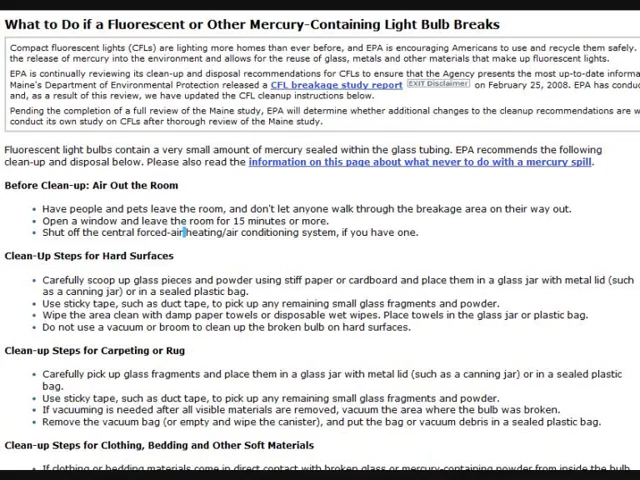 What to Do if a Fluorescent or Other Mercury-Containing Light Bulb Breaks
Compact fluorescent lights (CFLs) are lighting more homes than ever before, and EPA is encouraging Americans to use and recycle them safely.
the release of mercury into the environment and allows for the reuse of glass, metals and other materials that make up fluorescent lights.
EPA is continually reviewing its clean-up and disposal recommendations for CFLs to ensure that the Agency presents the most up-to-date informa
Maine's Department of Environmental Protection released a CFL breakage study report EXIT Disclaimer on February 25, 2008. EPA has conduc
and, as a result of this review, we have updated the CFL cleanup instructions below.
Pending the completion of a full review of the Maine study, EPA will determine whether additional changes to the cleanup recommendations are w
conduct its own study on CFLs after thorough review of the Maine study.
Fluorescent light bulbs contain a very small amount of mercury sealed within the glass tubing. EPA recommends the following
clean-up and disposal below. Please also read the information on this page about what never to do with a mercury spill.
Before Clean-up: Air Out the Room
• Have people and pets leave the room, and don't let anyone walk through the breakage area on their way out.
• Open a window and leave the room for 15 minutes or more.
• Shut off the central forced-air heating/air conditioning system, if you have one.
Clean-Up Steps for Hard Surfaces
• Carefully scoop up glass pieces and powder using stiff paper or cardboard and place them in a glass jar with metal lid (such
as a canning jar) or in a sealed plastic bag.
• Use sticky tape, such as duct tape, to pick up any remaining small glass fragments and powder.
• Wipe the area clean with damp paper towels or disposable wet wipes. Place towels in the glass jar or plastic bag.
• Do not use a vacuum or broom to clean up the broken bulb on hard surfaces.
Clean-up Steps for Carpeting or Rug
• Carefully pick up glass fragments and place them in a glass jar with metal lid (such as a canning jar) or in a sealed plastic
bag.
• Use sticky tape, such as duct tape, to pick up any remaining small glass fragments and powder.
• If vacuuming is needed after all visible materials are removed, vacuum the area where the bulb was broken.
• Remove the vacuum bag (or empty and wipe the canister), and put the bag or vacuum debris in a sealed plastic bag.
Clean-up Steps for Clothing, Bedding and Other Soft Materials
• If clothing or bedding materials come in direct contact with broken glass or mercury-containing powder from inside the bulb